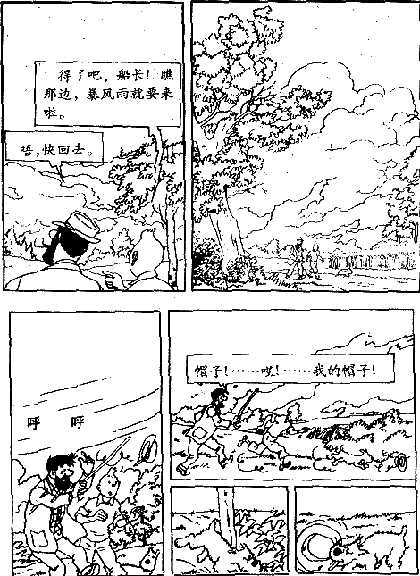 得了吧，船长！瞧
那边，暴风雨就要来
啦。
唔，快回去。
呼 呼
帽子！……哎！……我的帽子！